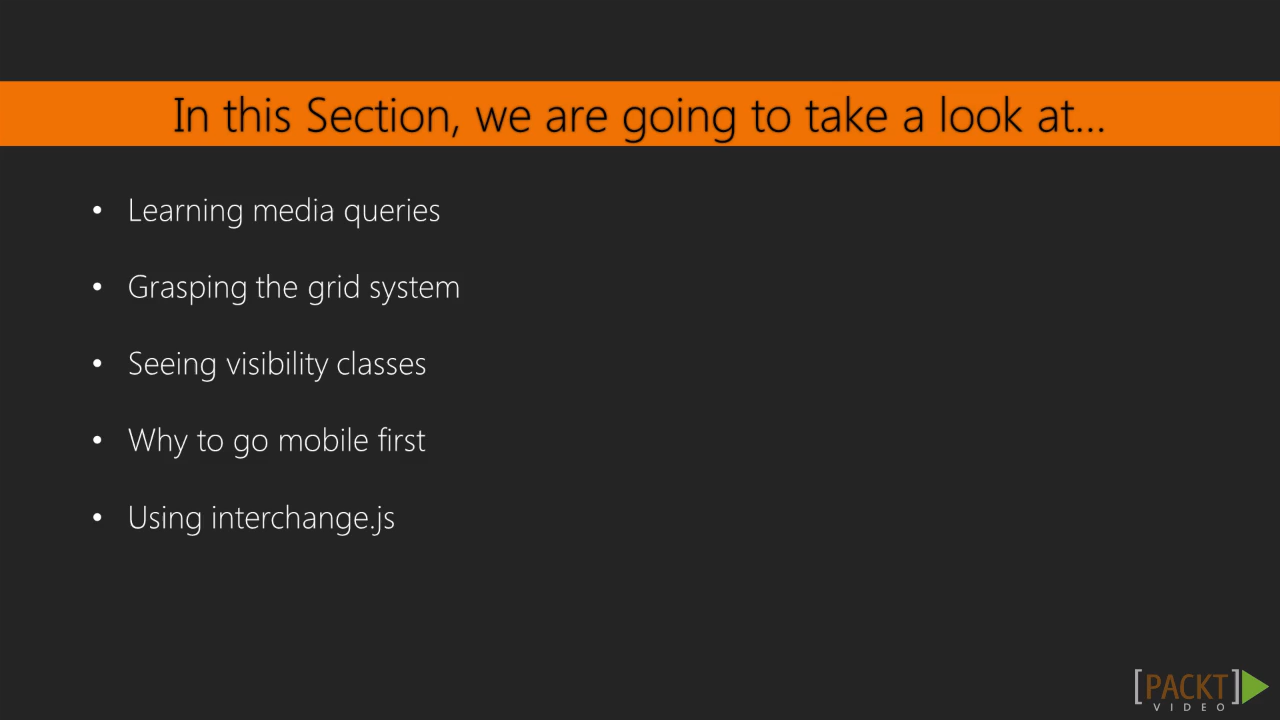 In this Section, we are going to take a look at...
• Learning media queries
• Grasping the grid system
• Seeing visibility classes
• Why to go mobile first
• Using interchange.js
[PACKT]
VIDEO